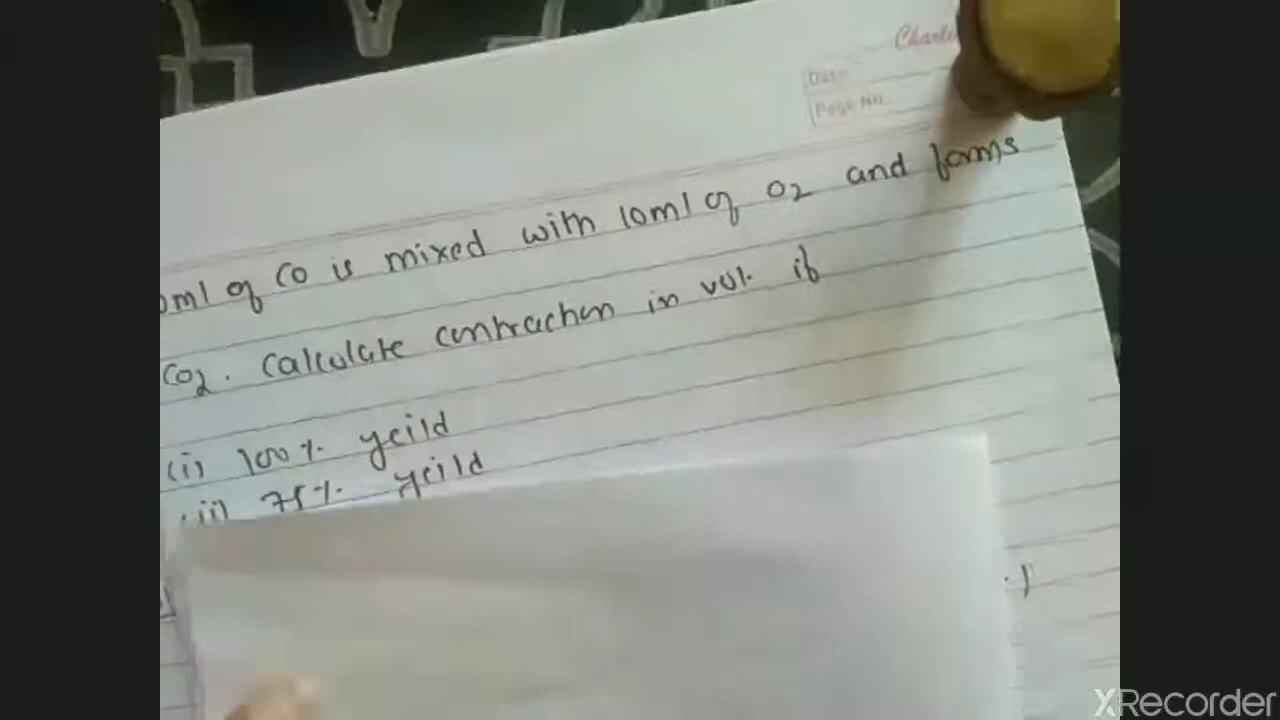 Date
Page No.
ml of CO is mixed with 10ml of O2 and forms
CO2. Calculate contraction in vol. if
(i) 100% yeild
(ii) 75% yeild
XRecorder